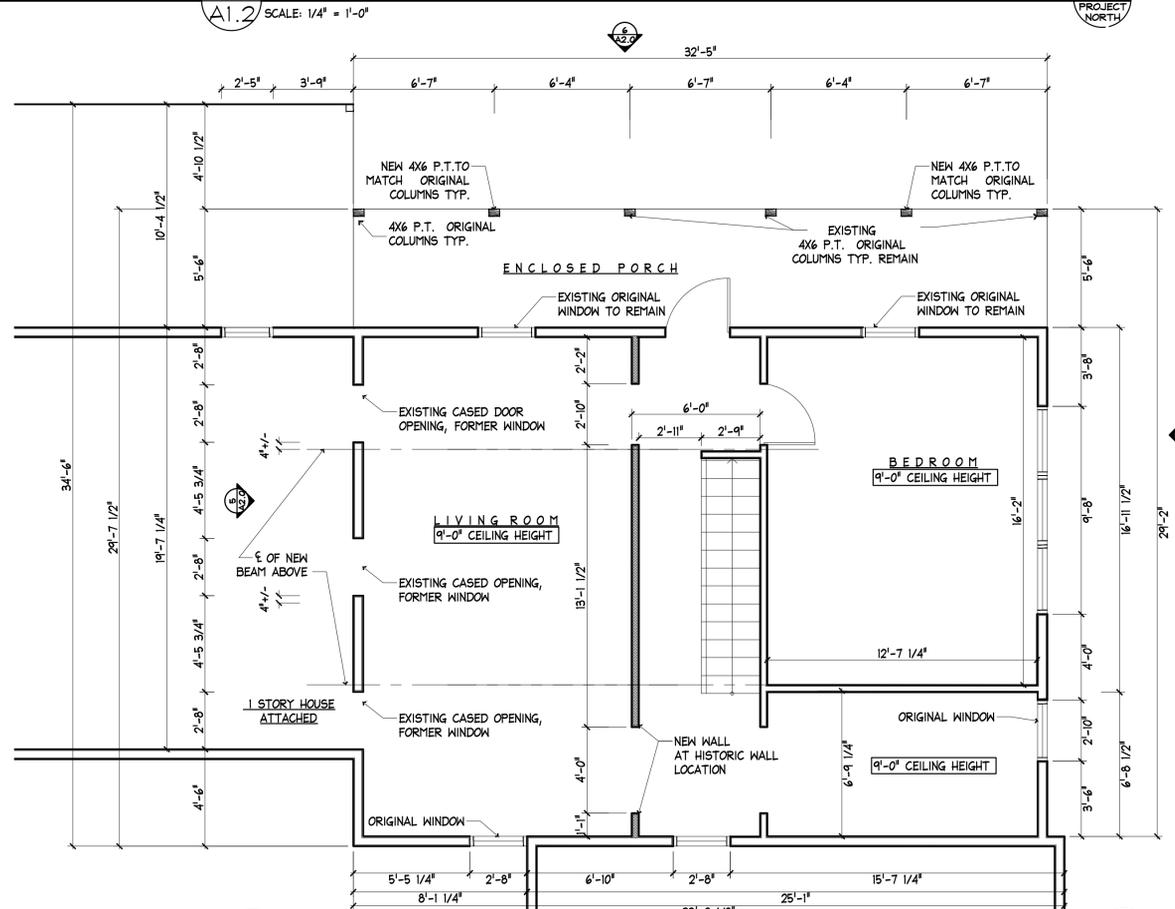 A1.2
SCALE: 1/4" = 1'-0"
PROJECT
NORTH
6
A2.0
32'-5"
2'-5"
3'-9"
6'-7"
6'-4"
6'-7"
6'-4"
6'-7"
4'-10 1/2"
10'-4 1/2"
5'-6"
NEW 4X6 P.T.TO
MATCH ORIGINAL
COLUMNS TYP.
NEW 4X6 P.T.TO
MATCH ORIGINAL
COLUMNS TYP.
4X6 P.T. ORIGINAL
COLUMNS TYP.
EXISTING
4X6 P.T. ORIGINAL
COLUMNS TYP. REMAIN
ENCLOSED PORCH
5'-6"
EXISTING ORIGINAL
WINDOW TO REMAIN
EXISTING ORIGINAL
WINDOW TO REMAIN
2'-8"
2'-2"
3'-8"
2'-8"
2'-10"
EXISTING CASED DOOR
OPENING, FORMER WINDOW
6'-0"
2'-11"
2'-9"
4"+/-
34'-6"
29'-7 1/2"
19'-7 1/4"
4'-5 3/4"
5
A2.0
BEDROOM
9'-0" CEILING HEIGHT
LIVING ROOM
9'-0" CEILING HEIGHT
16'-2"
9'-8"
16'-11 1/2"
29'-2"
℄ OF NEW
BEAM ABOVE
2'-8"
4"+/-
EXISTING CASED OPENING,
FORMER WINDOW
13'-1 1/2"
4'-5 3/4"
12'-7 1/4"
4'-0"
1 STORY HOUSE
ATTACHED
2'-8"
EXISTING CASED OPENING,
FORMER WINDOW
ORIGINAL WINDOW
2'-10"
NEW WALL
AT HISTORIC WALL
LOCATION
6'-9 1/4"
9'-0" CEILING HEIGHT
6'-8 1/2"
4'-0"
4'-6"
3'-6"
ORIGINAL WINDOW
1'-1"
5'-5 1/4"
2'-8"
6'-10"
2'-8"
15'-7 1/4"
8'-1 1/4"
25'-1"